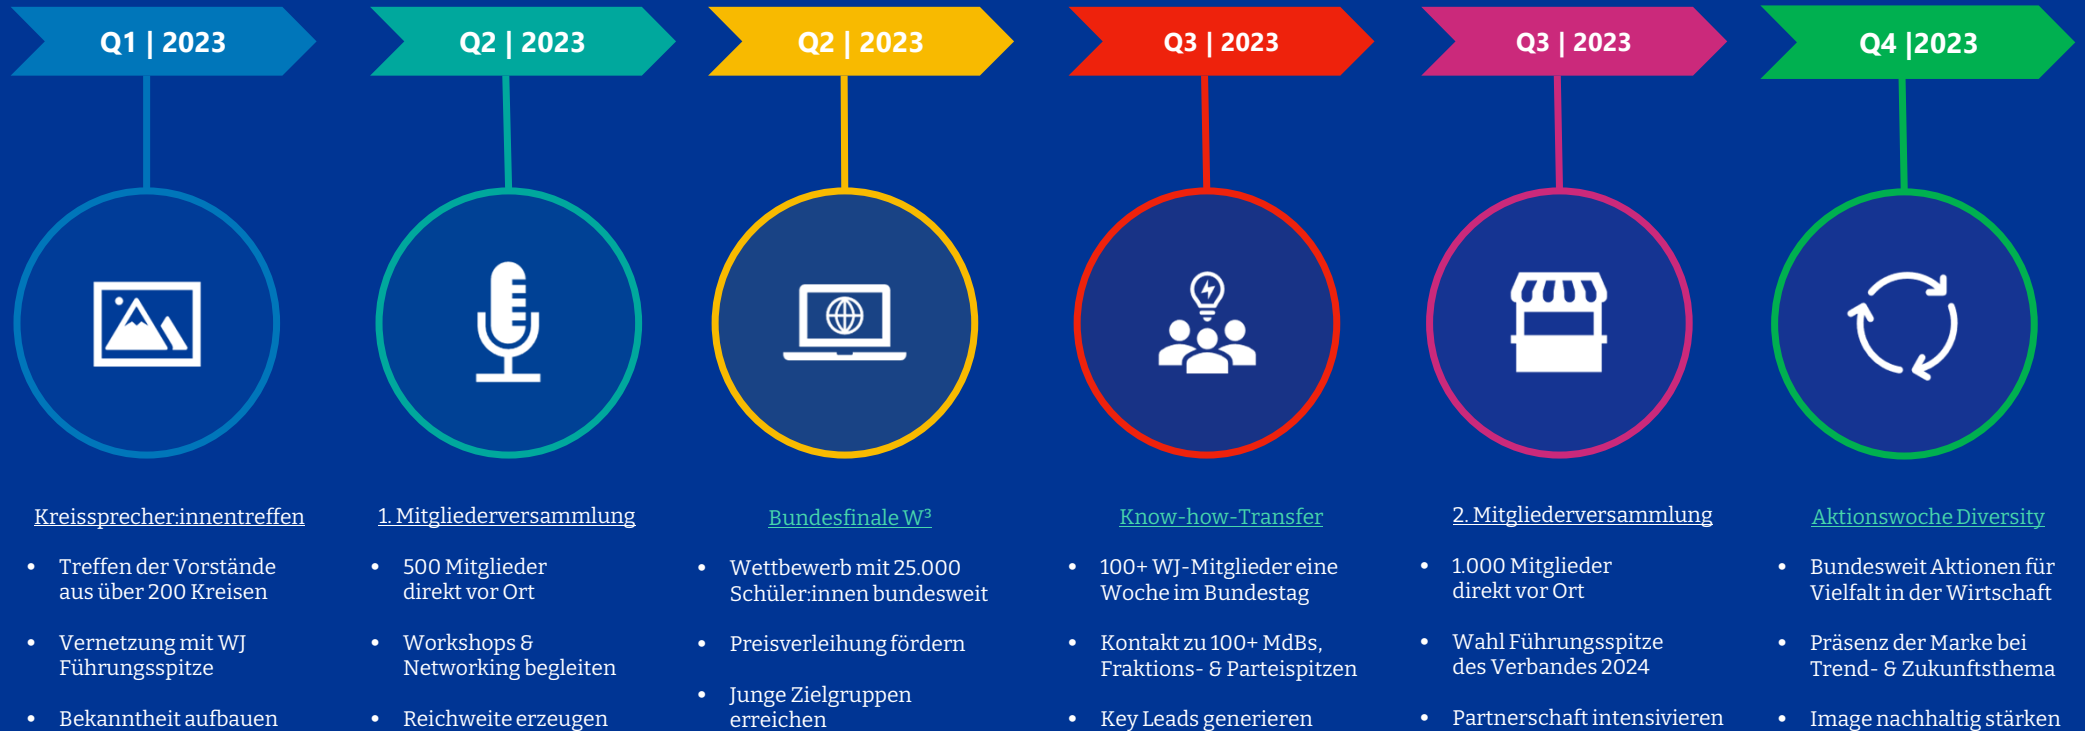 Q1 | 2023
Q2 | 2023
Q2 | 2023
Q3 | 2023
Q3 | 2023
Q4 |2023
Kreissprecher:innentreffen
• Treffen der Vorstände
aus über 200 Kreisen
• Vernetzung mit WJ
Führungsspitze
• Bekanntheit aufbauen
1. Mitgliederversammlung
• 500 Mitglieder
direkt vor Ort
• Workshops &
Networking begleiten
• Reichweite erzeugen
Bundesfinale W³
• Wettbewerb mit 25.000
Schüler:innen bundesweit
• Preisverleihung fördern
• Junge Zielgruppen
erreichen
Know-how-Transfer
• 100+ WJ-Mitglieder eine
Woche im Bundestag
• Kontakt zu 100+ MdBs,
Fraktions- & Parteispitzen
• Key Leads generieren
2. Mitgliederversammlung
• 1.000 Mitglieder
direkt vor Ort
• Wahl Führungsspitze
des Verbandes 2024
• Partnerschaft intensivieren
Aktionswoche Diversity
• Bundesweit Aktionen für
Vielfalt in der Wirtschaft
• Präsenz der Marke bei
Trend- & Zukunftsthema
• Image nachhaltig stärken